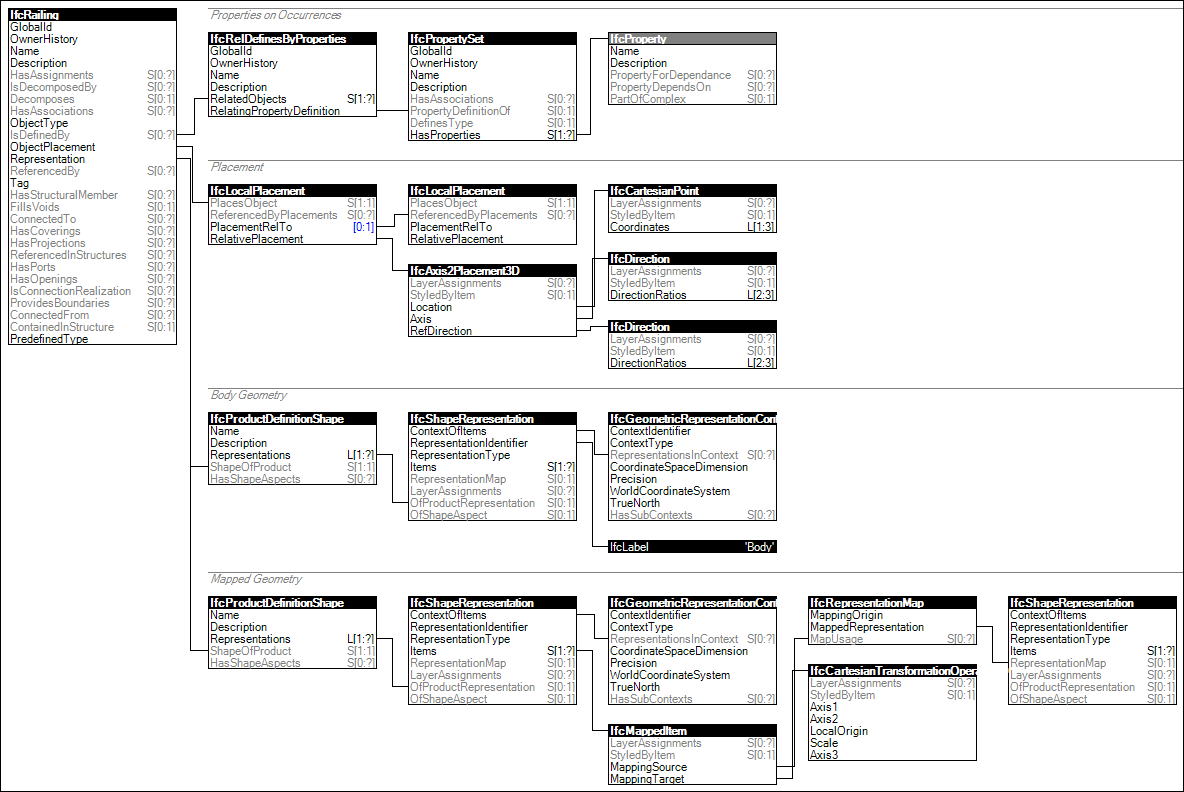 IfcRailing
GlobalId
OwnerHistory
Name
Description
HasAssignments S[0:?]
IsDecomposedBy S[0:?]
Decomposes S[0:1]
HasAssociations S[0:?]
ObjectType
IsDefinedBy S[0:?]
ObjectPlacement
Representation
ReferencedBy S[0:?]
Tag
HasStructuralMember S[0:?]
FillsVoids S[0:1]
ConnectedTo S[0:?]
HasCoverings S[0:?]
HasProjections S[0:?]
ReferencedInStructures S[0:?]
HasPorts S[0:?]
HasOpenings S[0:?]
IsConnectionRealization S[0:?]
ProvidesBoundaries S[0:?]
ConnectedFrom S[0:?]
ContainedInStructure S[0:1]
PredefinedType
Properties on Occurrences
IfcRelDefinesByProperties
GlobalId
OwnerHistory
Name
Description
RelatedObjects S[1:?]
RelatingPropertyDefinition
IfcPropertySet
GlobalId
OwnerHistory
Name
Description
HasAssociations S[0:?]
PropertyDefinitionOf S[0:1]
DefinesType S[0:1]
HasProperties S[1:?]
IfcProperty
Name
Description
PropertyForDependance S[0:?]
PropertyDependsOn S[0:?]
PartOfComplex S[0:1]
Placement
IfcLocalPlacement
PlacesObject S[1:1]
ReferencedByPlacements S[0:?]
PlacementRelTo [0:1]
RelativePlacement
IfcLocalPlacement
PlacesObject S[1:1]
ReferencedByPlacements S[0:?]
PlacementRelTo
RelativePlacement
IfcAxis2Placement3D
LayerAssignments S[0:?]
StyledByItem S[0:1]
Location
Axis
RefDirection
IfcCartesianPoint
LayerAssignments S[0:?]
StyledByItem S[0:1]
Coordinates L[1:3]
IfcDirection
LayerAssignments S[0:?]
StyledByItem S[0:1]
DirectionRatios L[2:3]
IfcDirection
LayerAssignments S[0:?]
StyledByItem S[0:1]
DirectionRatios L[2:3]
Body Geometry
IfcProductDefinitionShape
Name
Description
Representations L[1:?]
ShapeOfProduct S[1:1]
HasShapeAspects S[0:?]
IfcShapeRepresentation
ContextOfItems
RepresentationIdentifier
RepresentationType
Items S[1:?]
RepresentationMap S[0:1]
LayerAssignments S[0:?]
OfProductRepresentation S[0:1]
OfShapeAspect S[0:1]
IfcGeometricRepresentationCont
ContextIdentifier
ContextType
RepresentationsInContext S[0:?]
CoordinateSpaceDimension
Precision
WorldCoordinateSystem
TrueNorth
HasSubContexts S[0:?]
IfcLabel 'Body'
Mapped Geometry
IfcProductDefinitionShape
Name
Description
Representations L[1:?]
ShapeOfProduct S[1:1]
HasShapeAspects S[0:?]
IfcShapeRepresentation
ContextOfItems
RepresentationIdentifier
RepresentationType
Items S[1:?]
RepresentationMap S[0:1]
LayerAssignments S[0:?]
OfProductRepresentation S[0:1]
OfShapeAspect S[0:1]
IfcGeometricRepresentationCont
ContextIdentifier
ContextType
RepresentationsInContext S[0:?]
CoordinateSpaceDimension
Precision
WorldCoordinateSystem
TrueNorth
HasSubContexts S[0:?]
IfcMappedItem
LayerAssignments S[0:?]
StyledByItem S[0:1]
MappingSource
MappingTarget
IfcRepresentationMap
MappingOrigin
MappedRepresentation
MapUsage S[0:?]
IfcCartesianTransformationOpera
LayerAssignments S[0:?]
StyledByItem S[0:1]
Axis1
Axis2
LocalOrigin
Scale
Axis3
IfcShapeRepresentation
ContextOfItems
RepresentationIdentifier
RepresentationType
Items S[1:?]
RepresentationMap S[0:1]
LayerAssignments S[0:?]
OfProductRepresentation S[0:1]
OfShapeAspect S[0:1]